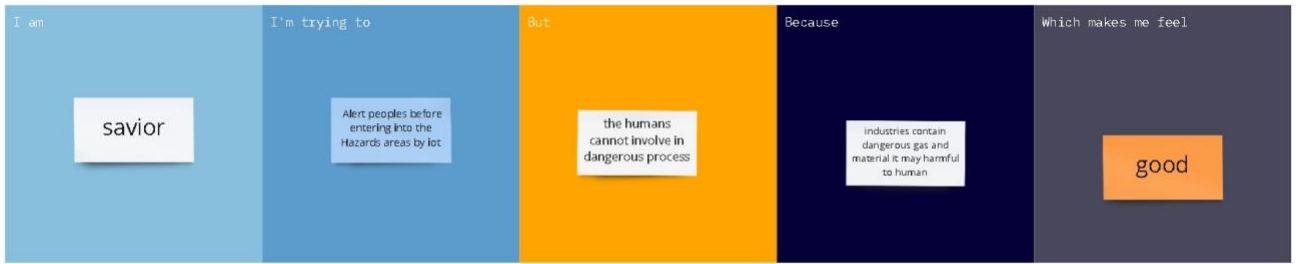 I am
savior
I'm trying to
Alert peoples before
entering into the
Hazards areas by iot
But
the humans
cannot involve in
dangerous process
Because
industries contain
dangerous gas and
material it may harmful
to human
Which makes me feel
good